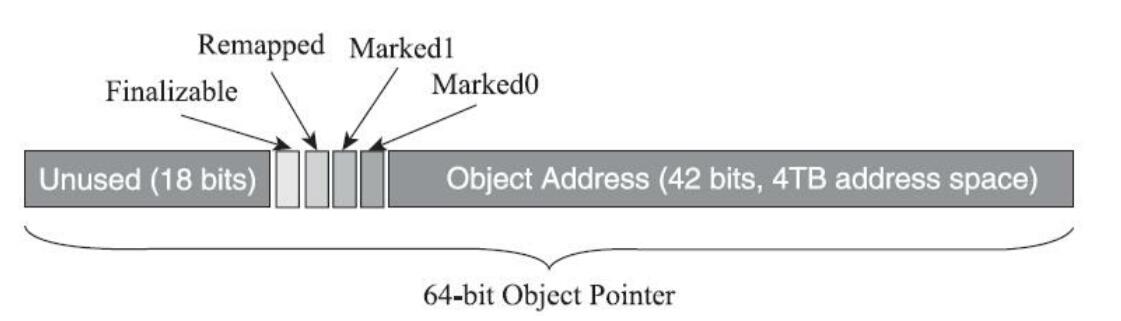 Remapped
Marked1
Finalizable
Marked0
Unused (18 bits)
Object Address (42 bits, 4TB address space)
64-bit Object Pointer